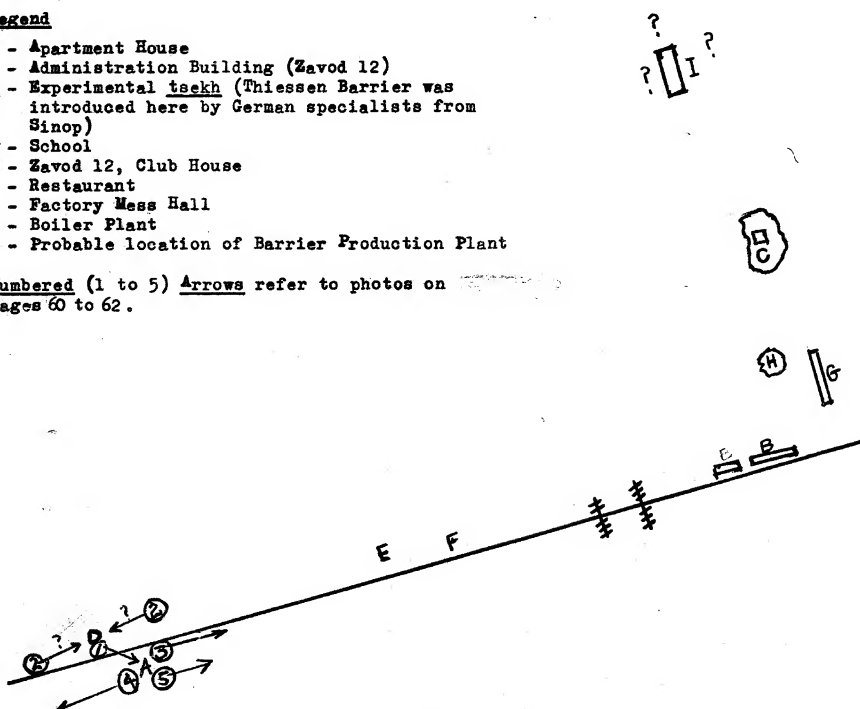 egend
- Apartment House
- Administration Building (Zavod 12)
- Experimental tsekh (Thiessen Barrier was
introduced here by German specialists from
Sinop)
- School
- Zavod 12, Club House
- Restaurant
- Factory Mess Hall
- Boiler Plant
- Probable location of Barrier Production Plant
umbered (1 to 5) Arrows refer to photos on
ages 60 to 62.
?
? I ?
C
H G
B
E F
? 2
2 ? D 1 3
A
4 5